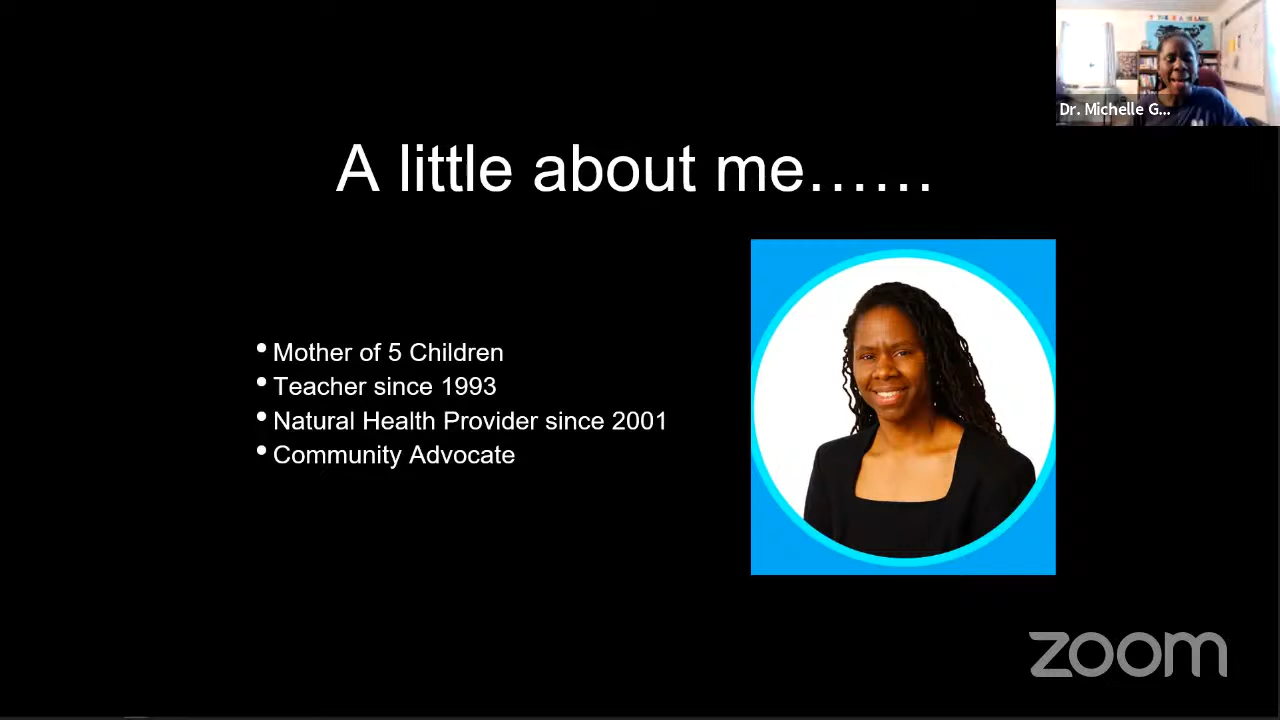 Dr. Michelle G...
A little about me……
• Mother of 5 Children
• Teacher since 1993
• Natural Health Provider since 2001
• Community Advocate
zoom